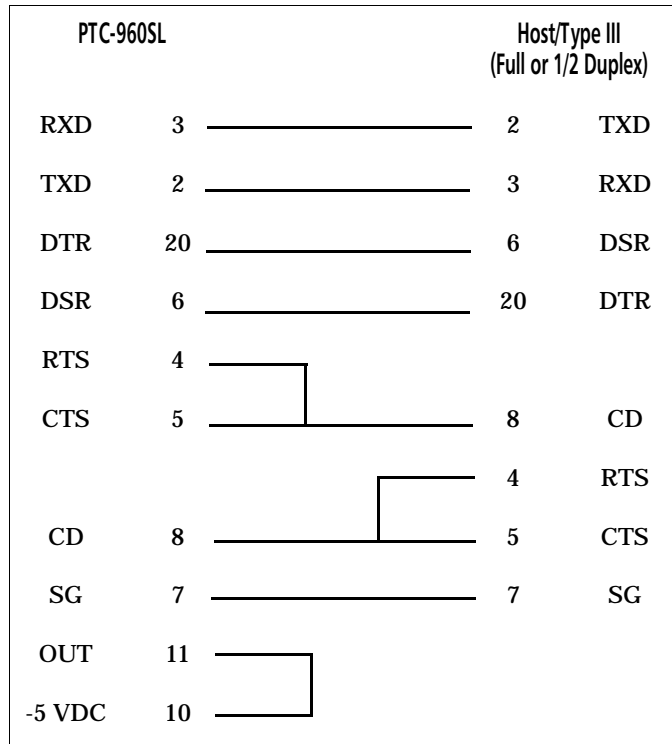 PTC-960SL Host/Type III
(Full or 1/2 Duplex)
RXD 3 2 TXD
TXD 2 3 RXD
DTR 20 6 DSR
DSR 6 20 DTR
RTS 4
CTS 5 8 CD
4 RTS
CD 8 5 CTS
SG 7 7 SG
OUT 11
-5 VDC 10